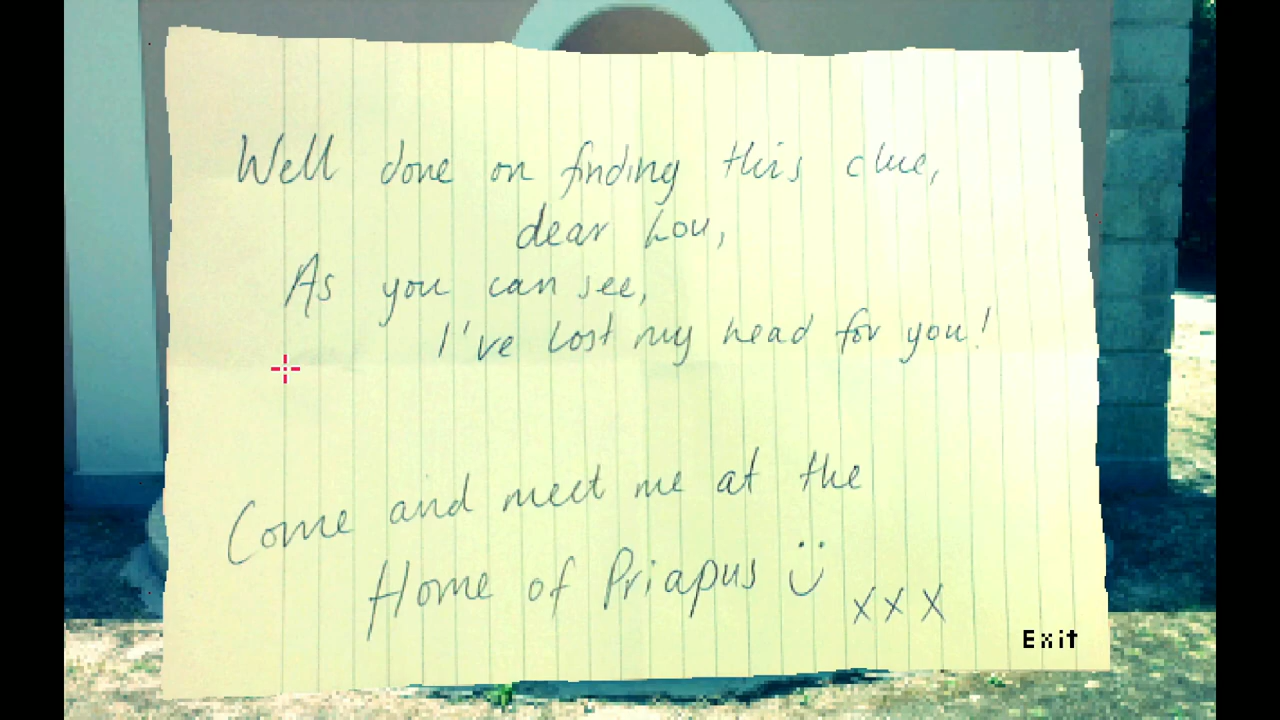 Well done on finding this clue,
dear Lou,
As you can see,
I've lost my head for you!
Come and meet me at the
Home of Priapus :) xxx
Exit